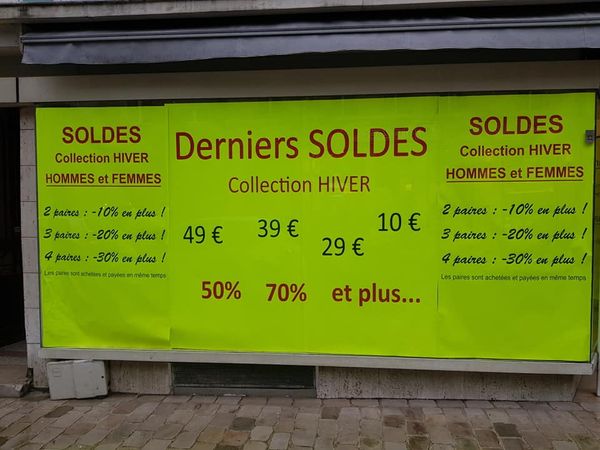 SOLDES
Collection HIVER
HOMMES et FEMMES
2 paires : -10% en plus !
3 paires : -20% en plus !
4 paires : -30% en plus !
Les paires sont achetées et payées en même temps
Derniers SOLDES
Collection HIVER
49 € 39 € 29 € 10 €
50% 70% et plus...
SOLDES
Collection HIVER
HOMMES et FEMMES
2 paires : -10% en plus !
3 paires : -20% en plus !
4 paires : -30% en plus !
Les paires sont achetées et payées en même temps